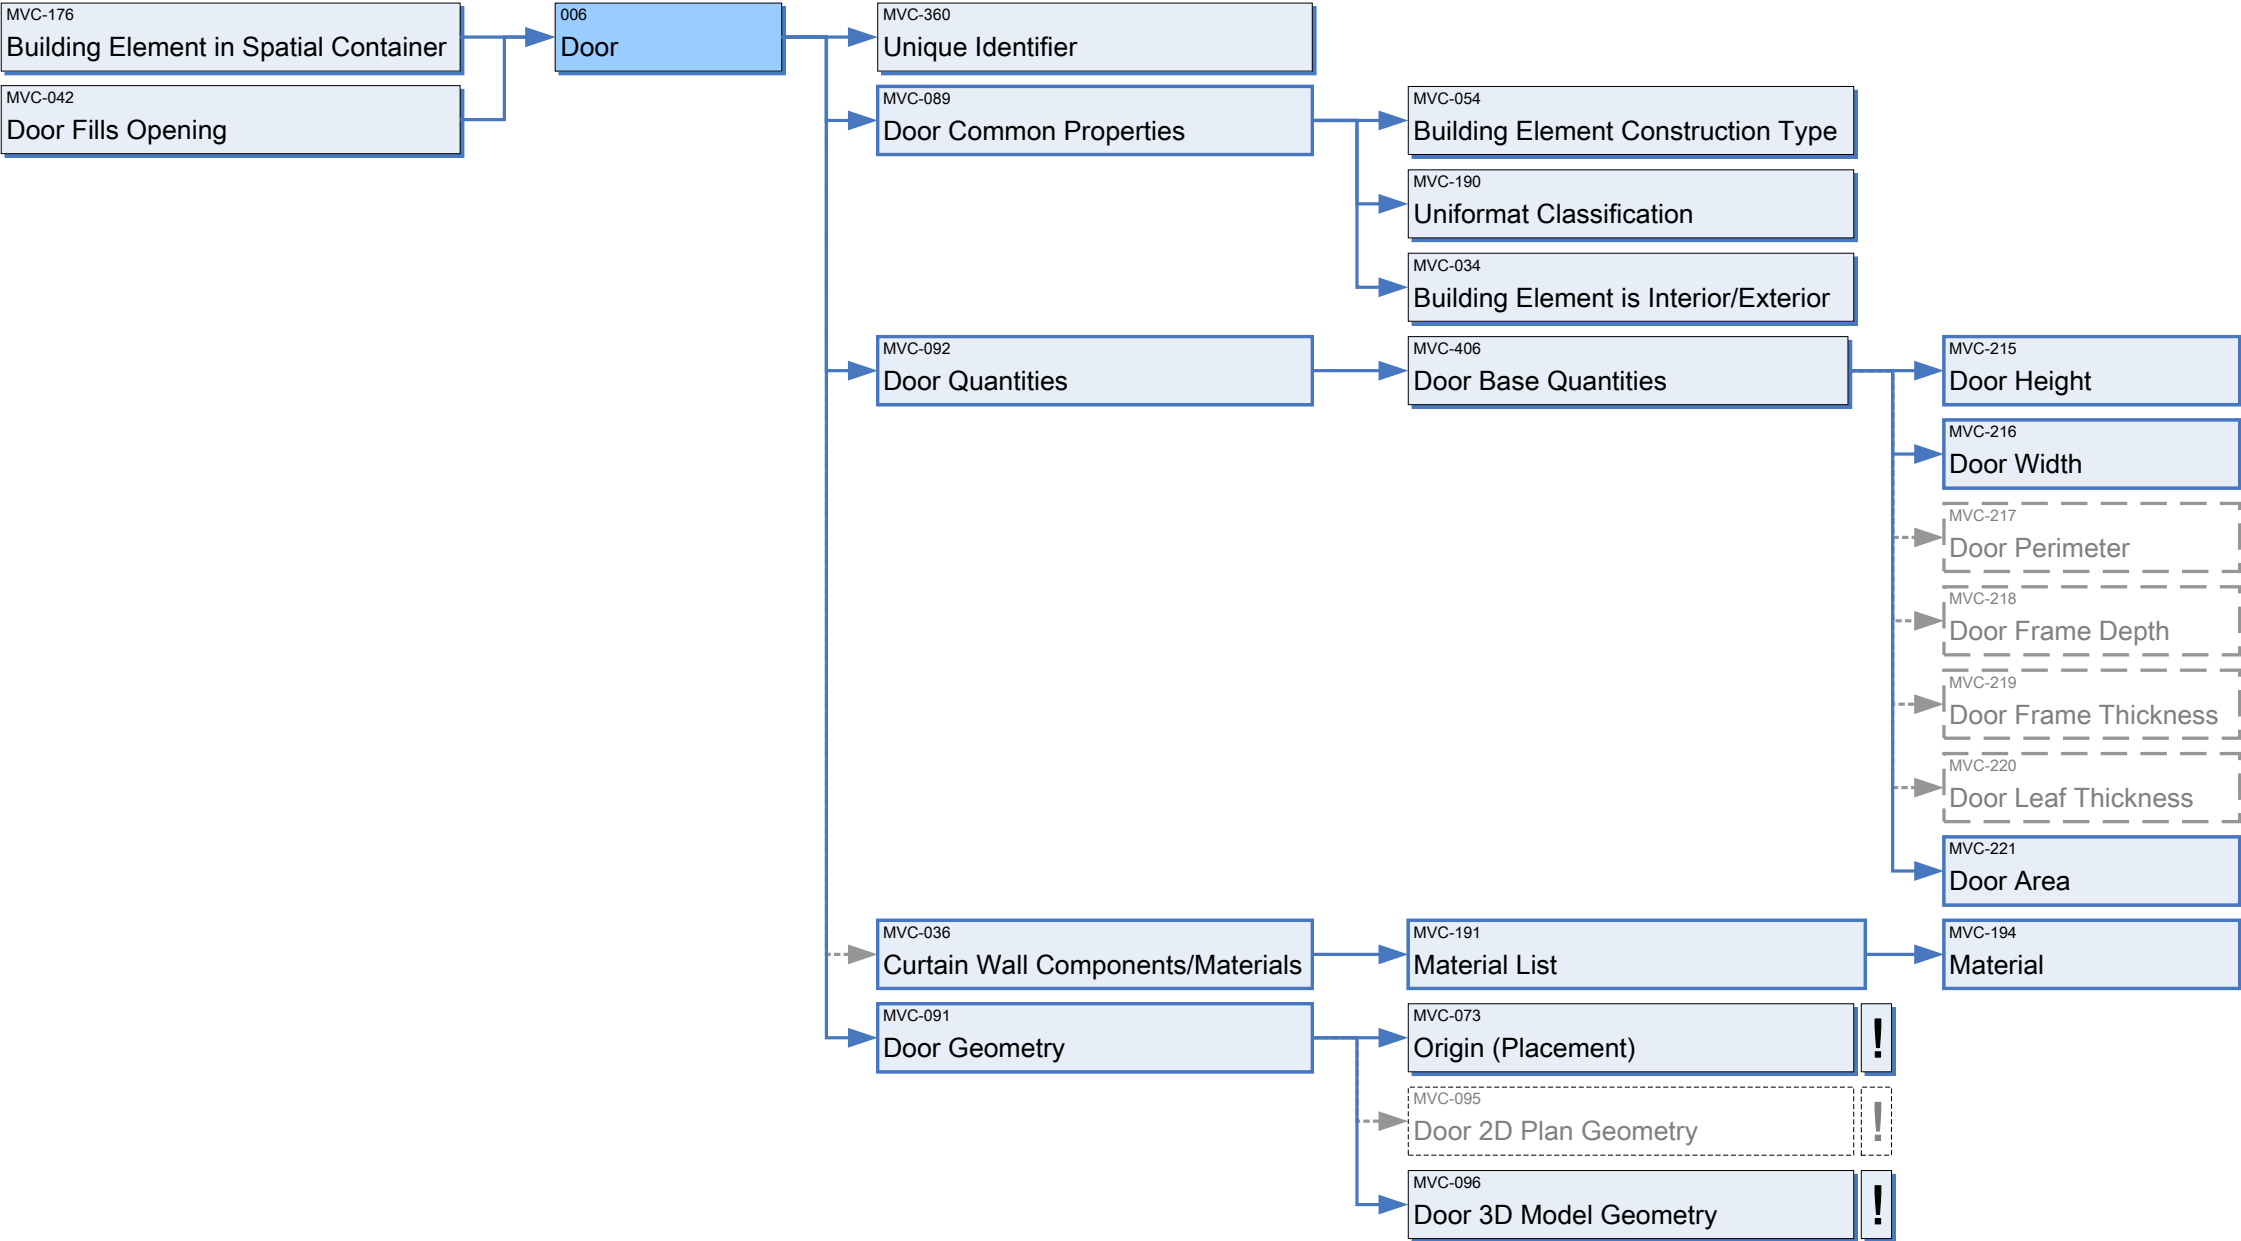 MVC-176
Building Element in Spatial Container
006
Door
MVC-360
Unique Identifier
MVC-042
Door Fills Opening
MVC-089
Door Common Properties
MVC-054
Building Element Construction Type
MVC-190
Uniformat Classification
MVC-034
Building Element is Interior/Exterior
MVC-092
Door Quantities
MVC-406
Door Base Quantities
MVC-215
Door Height
MVC-216
Door Width
MVC-217
Door Perimeter
MVC-218
Door Frame Depth
MVC-219
Door Frame Thickness
MVC-220
Door Leaf Thickness
MVC-221
Door Area
MVC-036
Curtain Wall Components/Materials
MVC-191
Material List
MVC-194
Material
MVC-091
Door Geometry
MVC-073
Origin (Placement)
!
MVC-095
Door 2D Plan Geometry
!
MVC-096
Door 3D Model Geometry
!